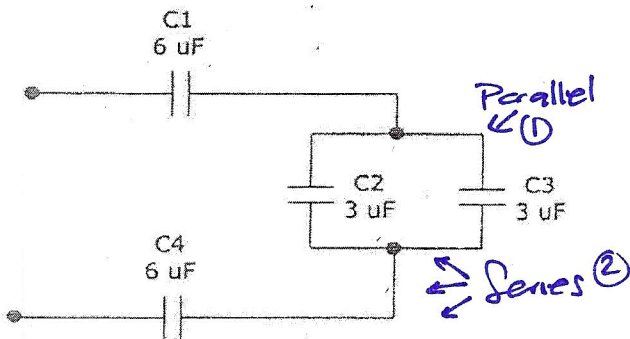 C1
6 uF
Parallel
①
C2
3 uF
C3
3 uF
C4
6 uF
Series ②